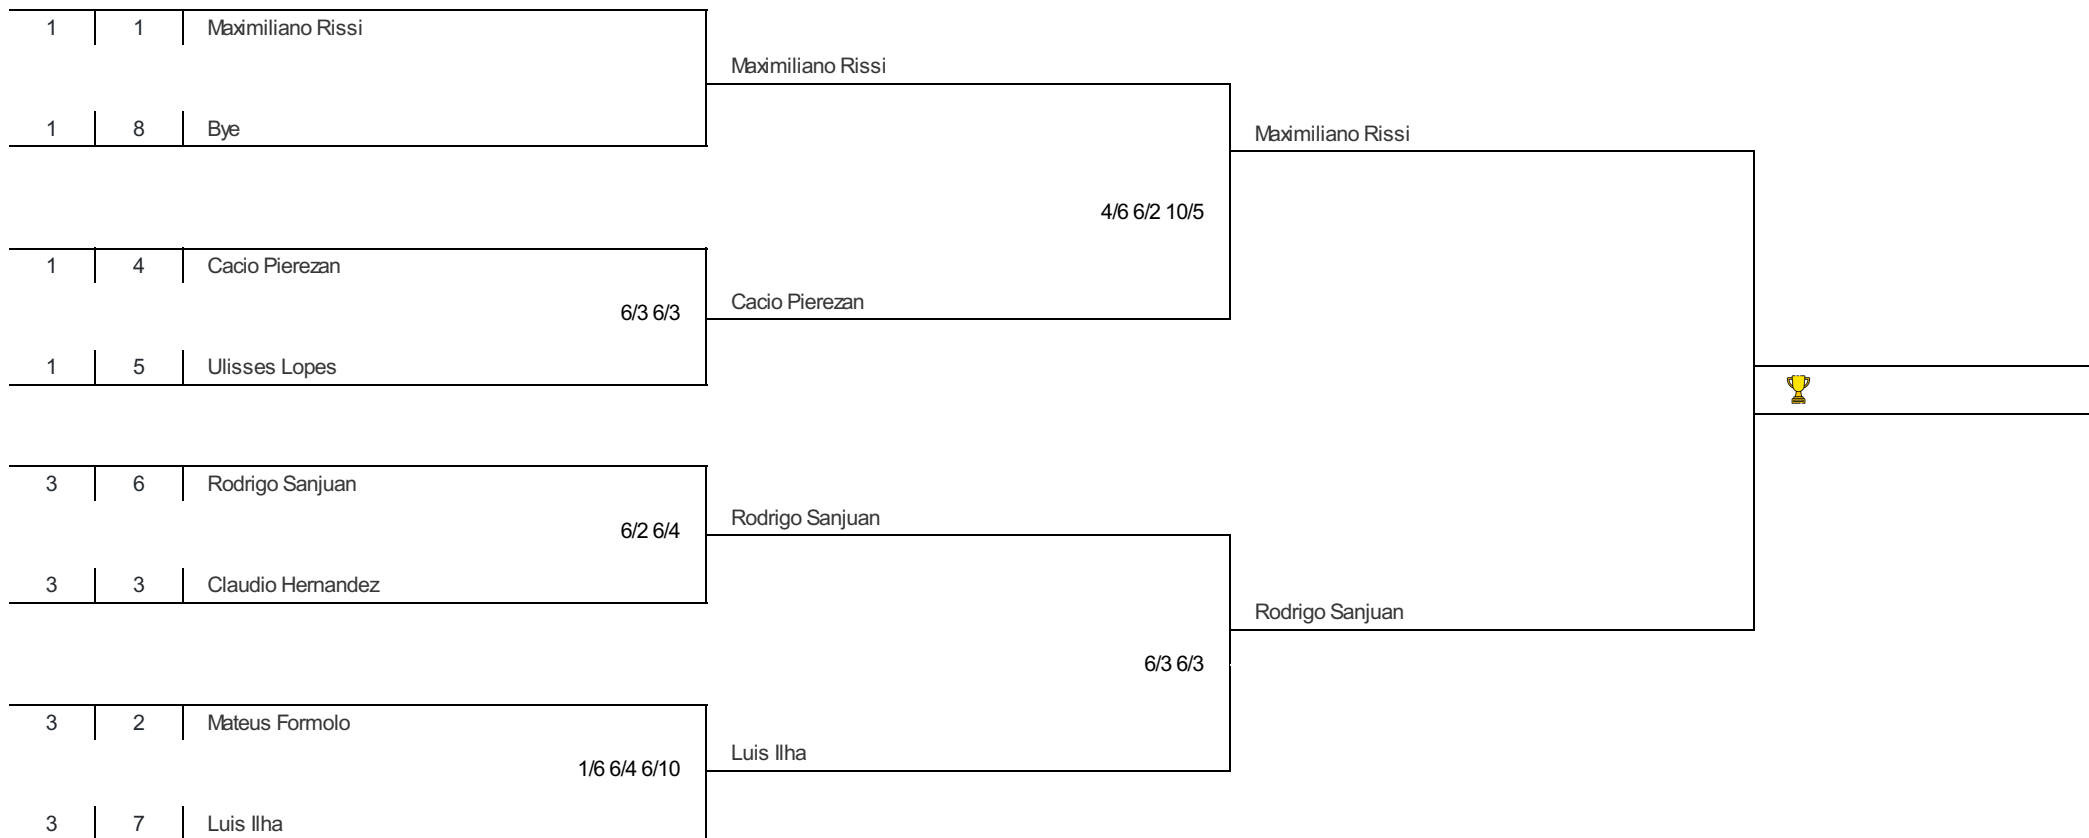 1 1 Maximiliano Rissi
Maximiliano Rissi
1 8 Bye
Maximiliano Rissi
4/6 6/2 10/5
1 4 Cacio Pierezan
6/3 6/3
Cacio Pierezan
1 5 Ulisses Lopes
3 6 Rodrigo Sanjuan
6/2 6/4
Rodrigo Sanjuan
3 3 Claudio Hernandez
Rodrigo Sanjuan
6/3 6/3
3 2 Mateus Formolo
1/6 6/4 6/10
Luis Ilha
3 7 Luis Ilha